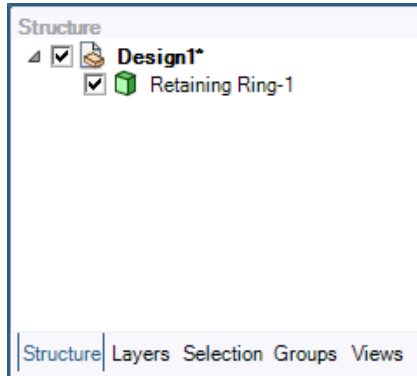 Structure
Design1*
Retaining Ring-1
Structure Layers Selection Groups Views